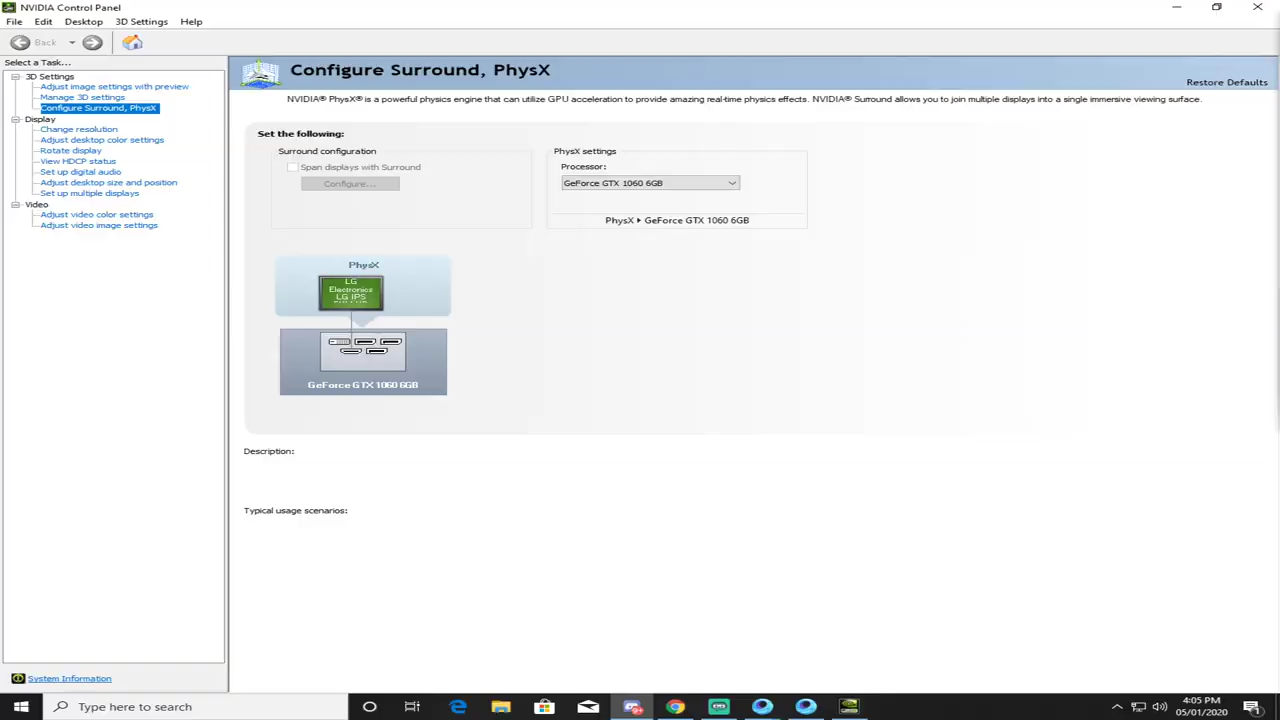 NVIDIA Control Panel
File Edit Desktop 3D Settings Help
Back
Select a Task...
3D Settings
Adjust image settings with preview
Manage 3D settings
Configure Surround, PhysX
Display
Change resolution
Adjust desktop color settings
Rotate display
View HDCP status
Set up digital audio
Adjust desktop size and position
Set up multiple displays
Video
Adjust video color settings
Adjust video image settings
System Information
Configure Surround, PhysX
Restore Defaults
NVIDIA® PhysX® is a powerful physics engine that can utilize GPU acceleration to provide amazing real-time physics effects. NVIDIA® Surround allows you to join multiple displays into a single immersive viewing surface.
Set the following:
Surround configuration
Span displays with Surround
Configure...
PhysX settings
Processor:
GeForce GTX 1060 6GB
PhysX GeForce GTX 1060 6GB
PhysX
LG
Electronics
LG IPS
GeForce GTX 1060 6GB
Description:
Typical usage scenarios:
Type here to search
4:05 PM
05/01/2020
1